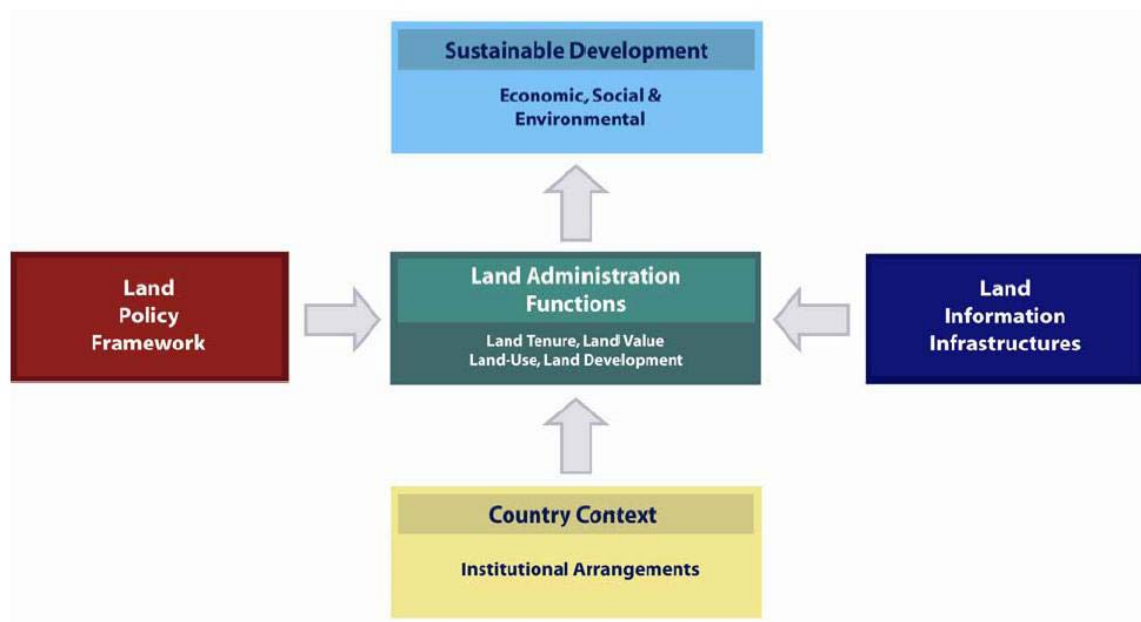 Sustainable Development
Economic, Social &
Environmental
Land
Policy
Framework
Land Administration
Functions
Land Tenure, Land Value
Land-Use, Land Development
Land
Information
Infrastructures
Country Context
Institutional Arrangements